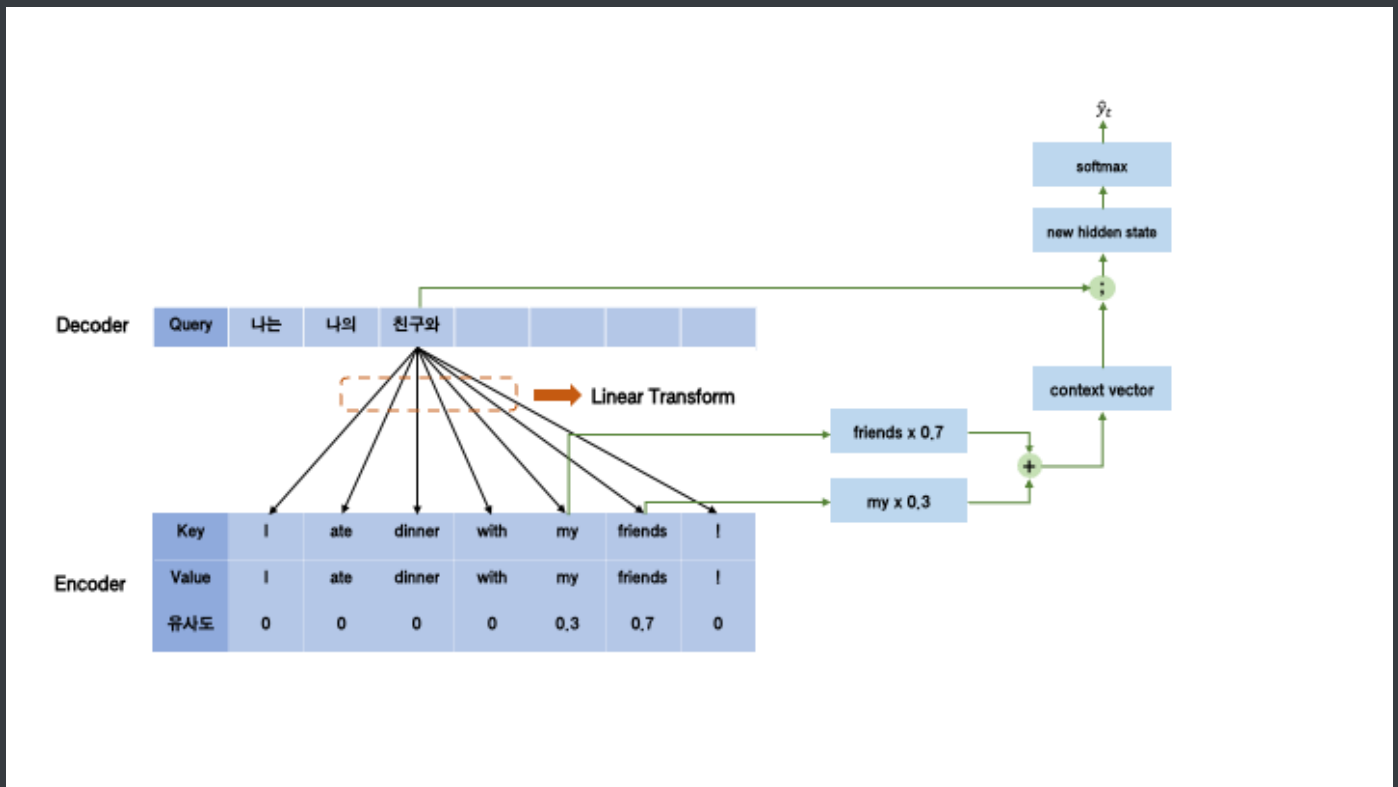 ŷt
softmax
new hidden state
;
Decoder Query 나는 나의 친구와
Linear Transform
context vector
friends x 0.7
+
my x 0.3
Key I ate dinner with my friends !
Encoder Value I ate dinner with my friends !
유사도 0 0 0 0 0.3 0.7 0